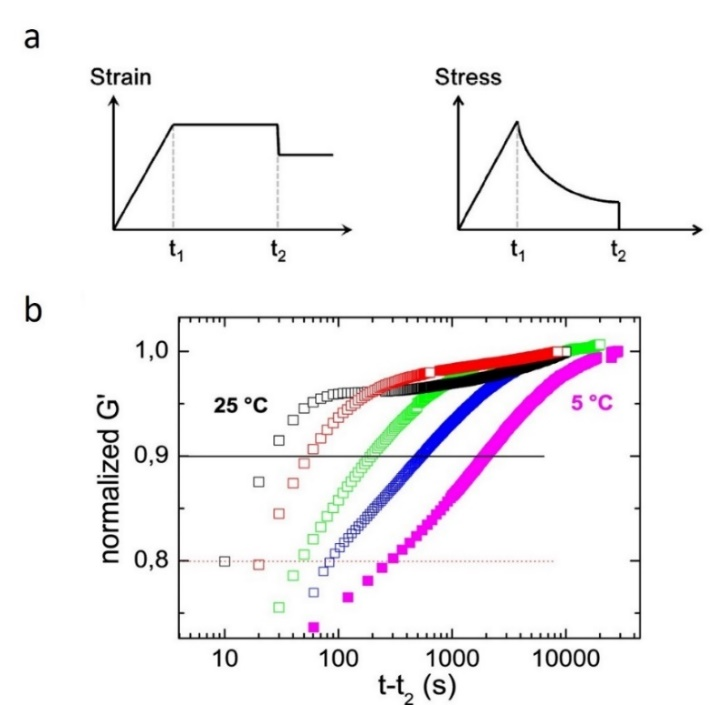 a
Strain
Stress
t1
t2
t1
t2
b
normalized G'
1,0
0,9
0,8
25 °C
5 °C
10
100
1000
10000
t-t2 (s)